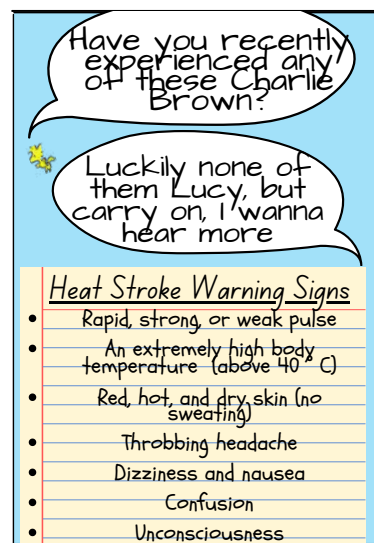 Have you recently
experienced any
of these Charlie
Brown?
Luckily none of
them Lucy, but
carry on, I wanna
hear more
Heat Stroke Warning Signs
• Rapid, strong, or weak pulse
• An extremely high body
temperature (above 40° C)
• Red, hot, and dry skin (no
sweating)
• Throbbing headache
• Dizziness and nausea
• Confusion
• Unconsciousness